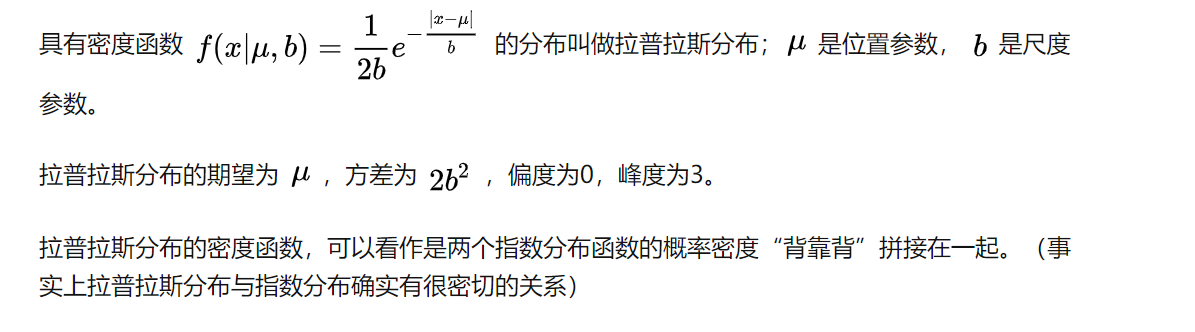 具有密度函数 $f(x|\mu,b)=\frac{1}{2b}e^{-\frac{|x-\mu|}{b}}$ 的分布叫做拉普拉斯分布；$\mu$ 是位置参数， $b$ 是尺度
参数。
拉普拉斯分布的期望为 $\mu$ ，方差为 $2b^2$ ，偏度为0，峰度为3。
拉普拉斯分布的密度函数，可以看作是两个指数分布函数的概率密度“背靠背”拼接在一起。（事
实上拉普拉斯分布与指数分布确实有很密切的关系）